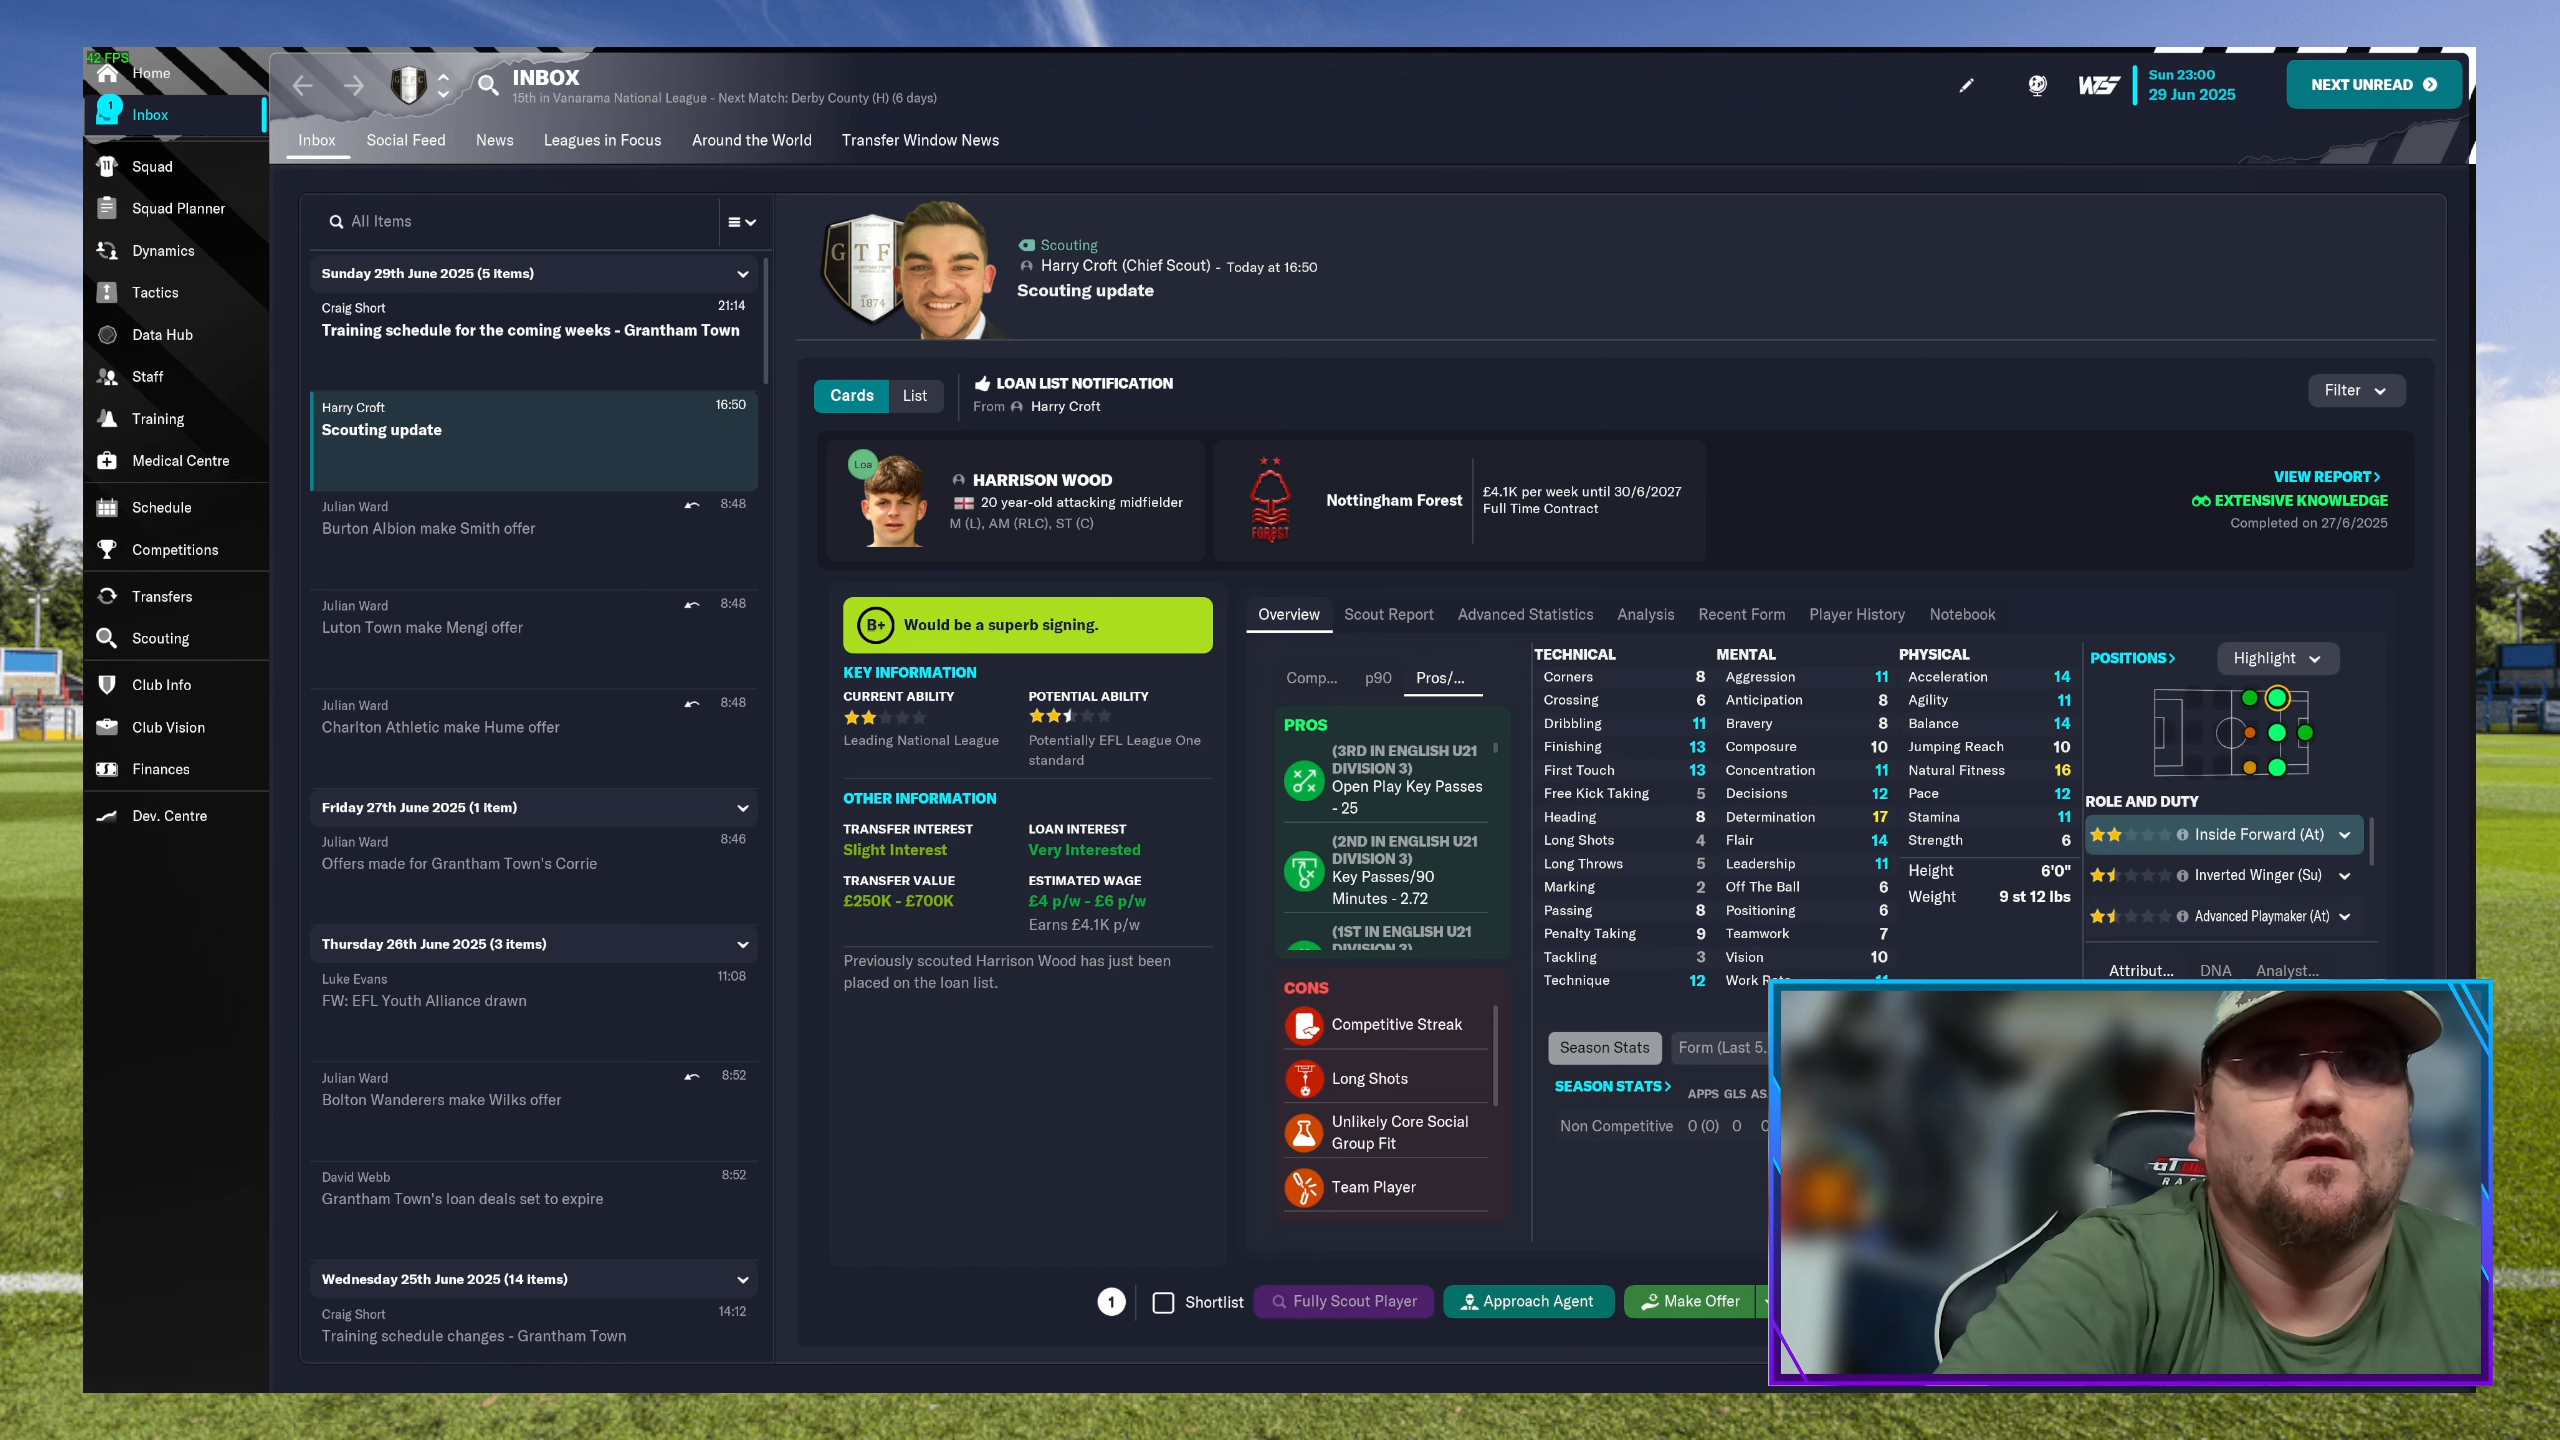 42 FPS
Home
1
Inbox
Squad
Squad Planner
Dynamics
Tactics
Data Hub
Staff
Training
Medical Centre
Schedule
Competitions
Transfers
Scouting
Club Info
Club Vision
Finances
Dev. Centre
INBOX
15th in Vanarama National League - Next Match: Derby County (H) (6 days)
Sun 23:00
29 Jun 2025
NEXT UNREAD
Inbox
Social Feed
News
Leagues in Focus
Around the World
Transfer Window News
All Items
Sunday 29th June 2025 (5 items)
Craig Short 21:14
Training schedule for the coming weeks - Grantham Town
Harry Croft 16:50
Scouting update
Julian Ward 8:48
Burton Albion make Smith offer
Julian Ward 8:48
Luton Town make Mengi offer
Julian Ward 8:48
Charlton Athletic make Hume offer
Friday 27th June 2025 (1 item)
Julian Ward 8:46
Offers made for Grantham Town's Corrie
Thursday 26th June 2025 (3 items)
Luke Evans 11:08
FW: EFL Youth Alliance drawn
Julian Ward 8:52
Bolton Wanderers make Wilks offer
David Webb 8:52
Grantham Town's loan deals set to expire
Wednesday 25th June 2025 (14 items)
Craig Short 14:12
Training schedule changes - Grantham Town
G T F
1874
Scouting
Harry Croft (Chief Scout) - Today at 16:50
Scouting update
Cards
List
LOAN LIST NOTIFICATION
From Harry Croft
Filter
Loa
HARRISON WOOD
20 year-old attacking midfielder
M (L), AM (RLC), ST (C)
FOREST
Nottingham Forest
£4.1K per week until 30/6/2027
Full Time Contract
VIEW REPORT>
EXTENSIVE KNOWLEDGE
Completed on 27/6/2025
B+ Would be a superb signing.
KEY INFORMATION
CURRENT ABILITY
Leading National League
POTENTIAL ABILITY
Potentially EFL League One
standard
OTHER INFORMATION
TRANSFER INTEREST
Slight Interest
LOAN INTEREST
Very Interested
TRANSFER VALUE
£250K - £700K
ESTIMATED WAGE
£4 p/w - £6 p/w
Earns £4.1K p/w
Previously scouted Harrison Wood has just been
placed on the loan list.
Overview
Scout Report
Advanced Statistics
Analysis
Recent Form
Player History
Notebook
Comp...
p90
Pros/...
PROS
(3RD IN ENGLISH U21
DIVISION 3)
Open Play Key Passes
- 25
(2ND IN ENGLISH U21
DIVISION 3)
Key Passes/90
Minutes - 2.72
(1ST IN ENGLISH U21
DIVISION 3)
CONS
Competitive Streak
Long Shots
Unlikely Core Social
Group Fit
Team Player
TECHNICAL
Corners 8
Crossing 6
Dribbling 11
Finishing 13
First Touch 13
Free Kick Taking 5
Heading 8
Long Shots 4
Long Throws 5
Marking 2
Passing 8
Penalty Taking 9
Tackling 3
Technique 12
MENTAL
Aggression 11
Anticipation 8
Bravery 8
Composure 10
Concentration 11
Decisions 12
Determination 17
Flair 14
Leadership 11
Off The Ball 6
Positioning 6
Teamwork 7
Vision 10
Work Rate 11
PHYSICAL
Acceleration 14
Agility 11
Balance 14
Jumping Reach 10
Natural Fitness 16
Pace 12
Stamina 11
Strength 6
Height 6'0"
Weight 9 st 12 lbs
POSITIONS>
Highlight
ROLE AND DUTY
Inside Forward (At)
Inverted Winger (Su)
Advanced Playmaker (At)
Attribut...
DNA
Analyst...
Season Stats
Form (Last 5
SEASON STATS>
APPS GLS AS
Non Competitive 0 (0) 0
1
Shortlist
Fully Scout Player
Approach Agent
Make Offer